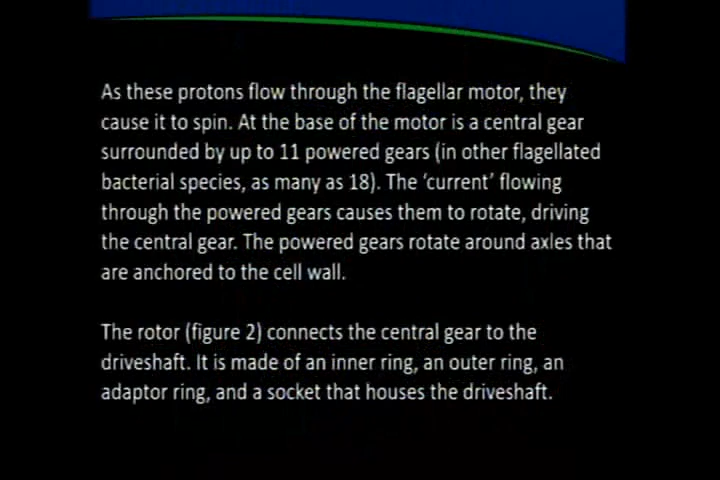 As these protons flow through the flagellar motor, they
cause it to spin. At the base of the motor is a central gear
surrounded by up to 11 powered gears (in other flagellated
bacterial species, as many as 18). The ‘current’ flowing
through the powered gears causes them to rotate, driving
the central gear. The powered gears rotate around axles that
are anchored to the cell wall.
The rotor (figure 2) connects the central gear to the
driveshaft. It is made of an inner ring, an outer ring, an
adaptor ring, and a socket that houses the driveshaft.